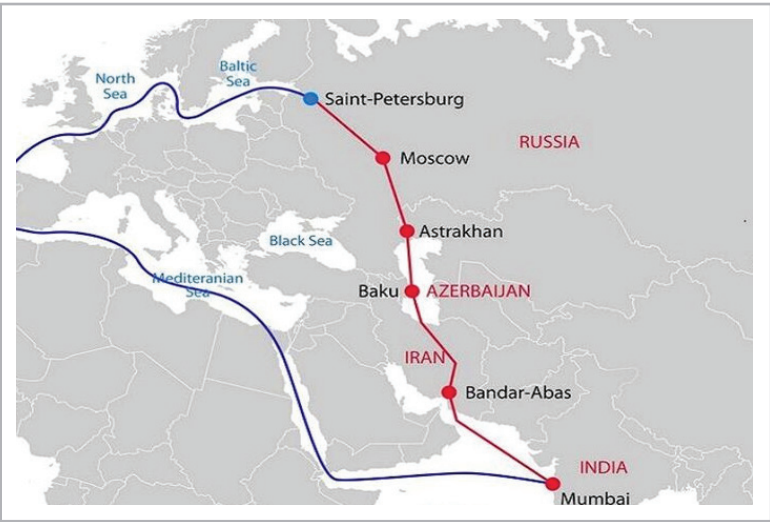 North
Sea
Baltic
Sea
Saint-Petersburg
RUSSIA
Moscow
Astrakhan
Black Sea
Mediteranian
Sea
Baku
AZERBAIJAN
IRAN
Bandar-Abas
INDIA
Mumbai